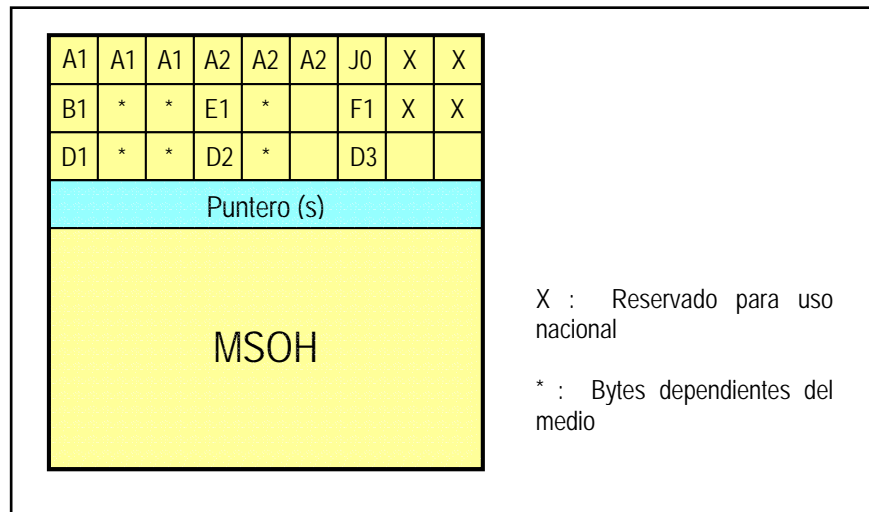 A1 A1 A1 A2 A2 A2 J0 X X
B1 * * E1 * F1 X X
D1 * * D2 * D3
Puntero (s)
MSOH
X : Reservado para uso
nacional
* : Bytes dependientes del
medio